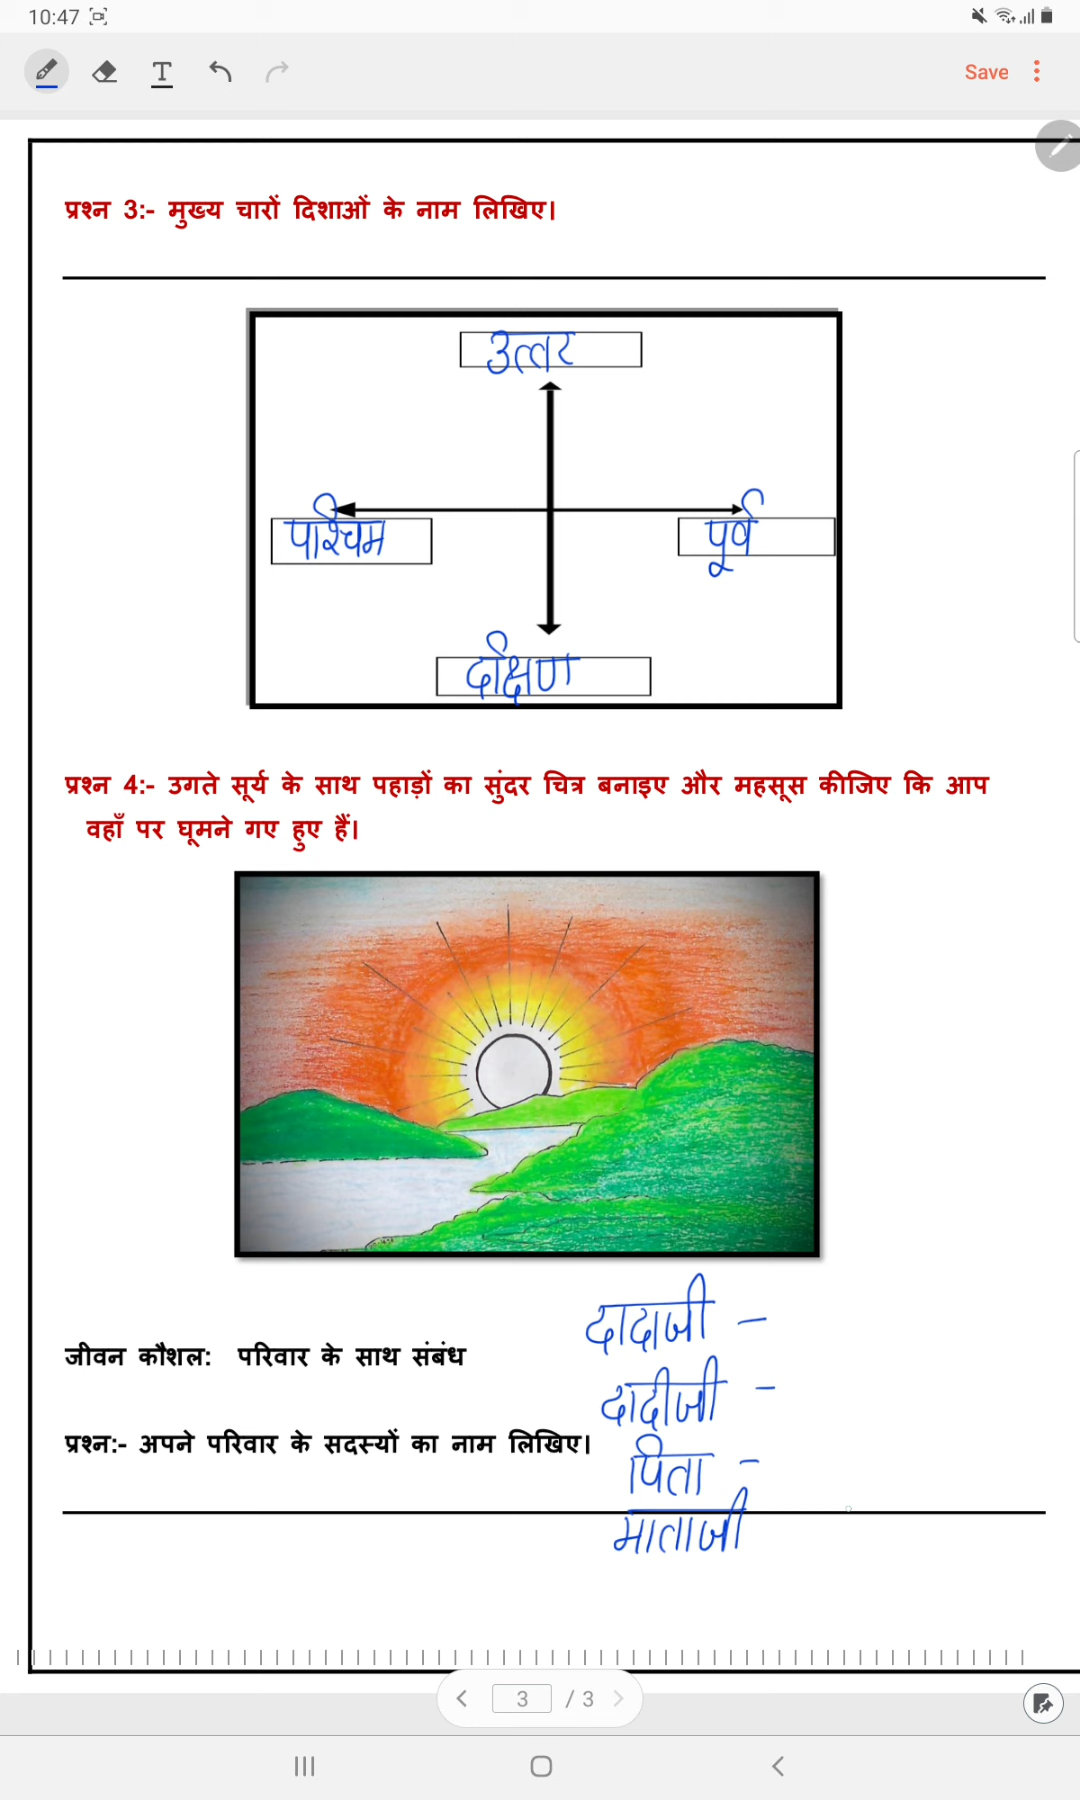 10:47
T
Save
प्रश्न 3:- मुख्य चारों दिशाओं के नाम लिखिए।
उत्तर
पश्चिम
पूर्व
दक्षिण
प्रश्न 4:- उगते सूर्य के साथ पहाड़ों का सुंदर चित्र बनाइए और महसूस कीजिए कि आप
वहाँ पर घूमने गए हुए हैं।
दादाजी -
जीवन कौशल: परिवार के साथ संबंध
दादीजी -
प्रश्न:- अपने परिवार के सदस्यों का नाम लिखिए।
पिता -
माताजी
3 / 3